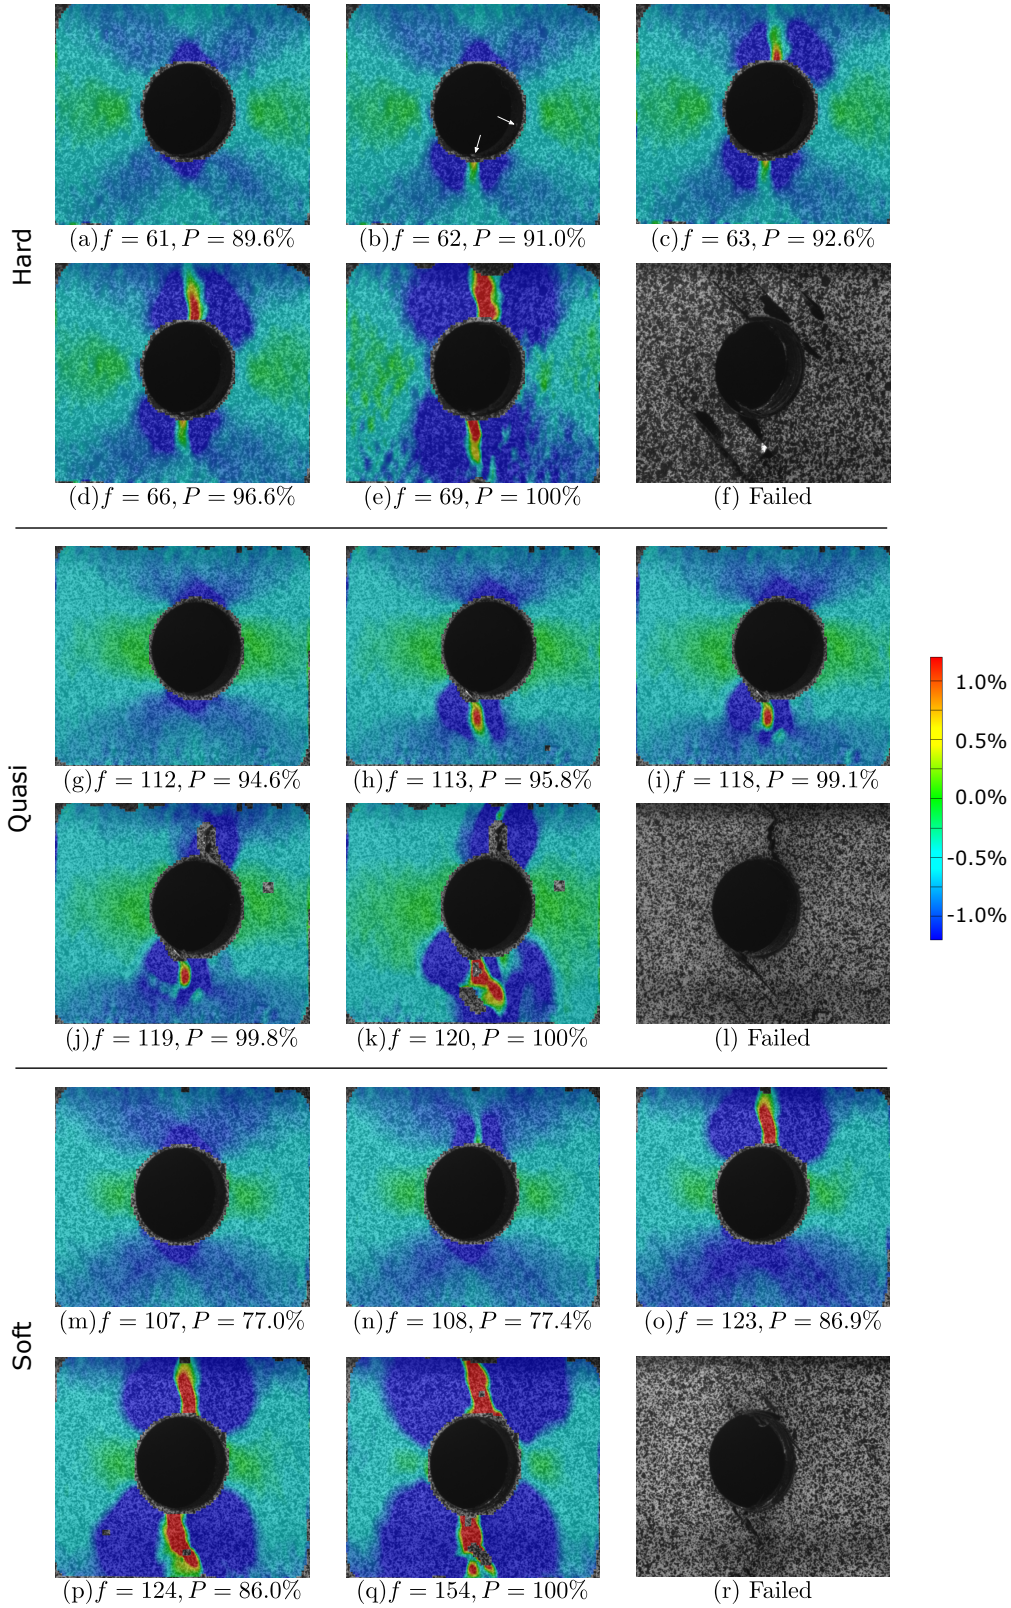 Hard
(a) f = 61, P = 89.6%
(b) f = 62, P = 91.0%
(c) f = 63, P = 92.6%
(d) f = 66, P = 96.6%
(e) f = 69, P = 100%
(f) Failed
Quasi
(g) f = 112, P = 94.6%
(h) f = 113, P = 95.8%
(i) f = 118, P = 99.1%
(j) f = 119, P = 99.8%
(k) f = 120, P = 100%
(l) Failed
1.0%
0.5%
0.0%
-0.5%
-1.0%
Soft
(m) f = 107, P = 77.0%
(n) f = 108, P = 77.4%
(o) f = 123, P = 86.9%
(p) f = 124, P = 86.0%
(q) f = 154, P = 100%
(r) Failed